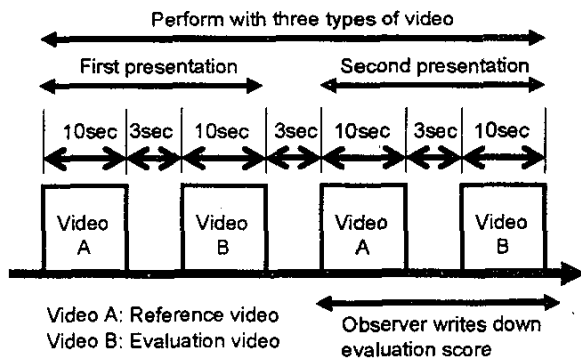 Perform with three types of video
First presentation Second presentation
10sec 3sec 10sec 3sec 10sec 3sec 10sec
Video A Video B Video A Video B
Video A: Reference video
Video B: Evaluation video
Observer writes down
evaluation score